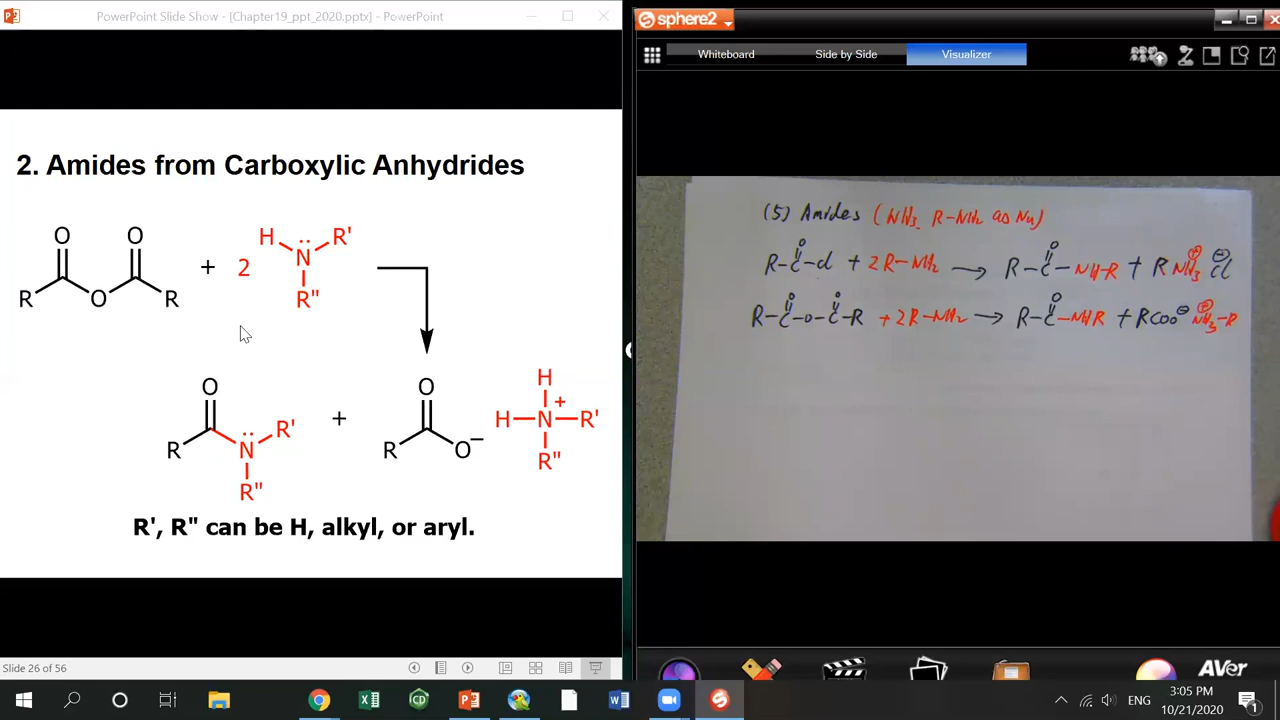 PowerPoint Slide Show - [Chapter19_ppt_2020.pptx] - PowerPoint
2. Amides from Carboxylic Anhydrides
O O
R O R + 2 H N R' R"
O
R N R' R" + O R O − H H N + R' R"
R', R" can be H, alkyl, or aryl.
Slide 26 of 56
sphere2
Whiteboard Side by Side Visualizer
(5) Amides (NH3, R-NH2 as Nu)
R-C(=O)-Cl + 2R-NH2 → R-C(=O)-NH-R + RNH3⊕ Cl⊖
R-C(=O)-O-C(=O)-R + 2R-NH2 → R-C(=O)-NHR + RCOO⊖ NH3⊕-R
AVer
ENG
3:05 PM
10/21/2020
1